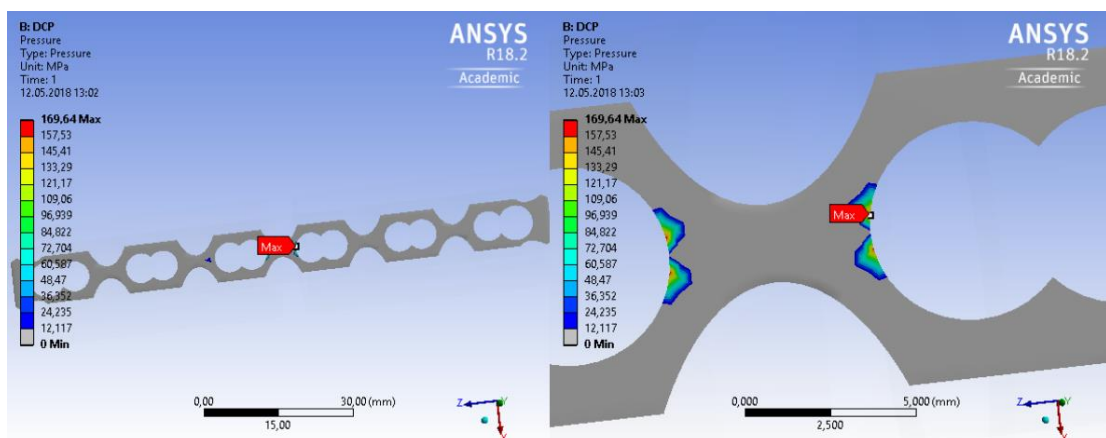 B: DCP
Pressure
Type: Pressure
Unit: MPa
Time: 1
12.05.2018 13:02
ANSYS
R18.2
Academic
169,64 Max
157,53
145,41
133,29
121,17
109,06
96,939
84,822
72,704
60,587
48,47
36,352
24,235
12,117
0 Min
Max
0,00
30,00 (mm)
15,00
Z
Y
X
B: DCP
Pressure
Type: Pressure
Unit: MPa
Time: 1
12.05.2018 13:03
ANSYS
R18.2
Academic
169,64 Max
157,53
145,41
133,29
121,17
109,06
96,939
84,822
72,704
60,587
48,47
36,352
24,235
12,117
0 Min
Max
0,000
5,000 (mm)
2,500
Z
Y
X